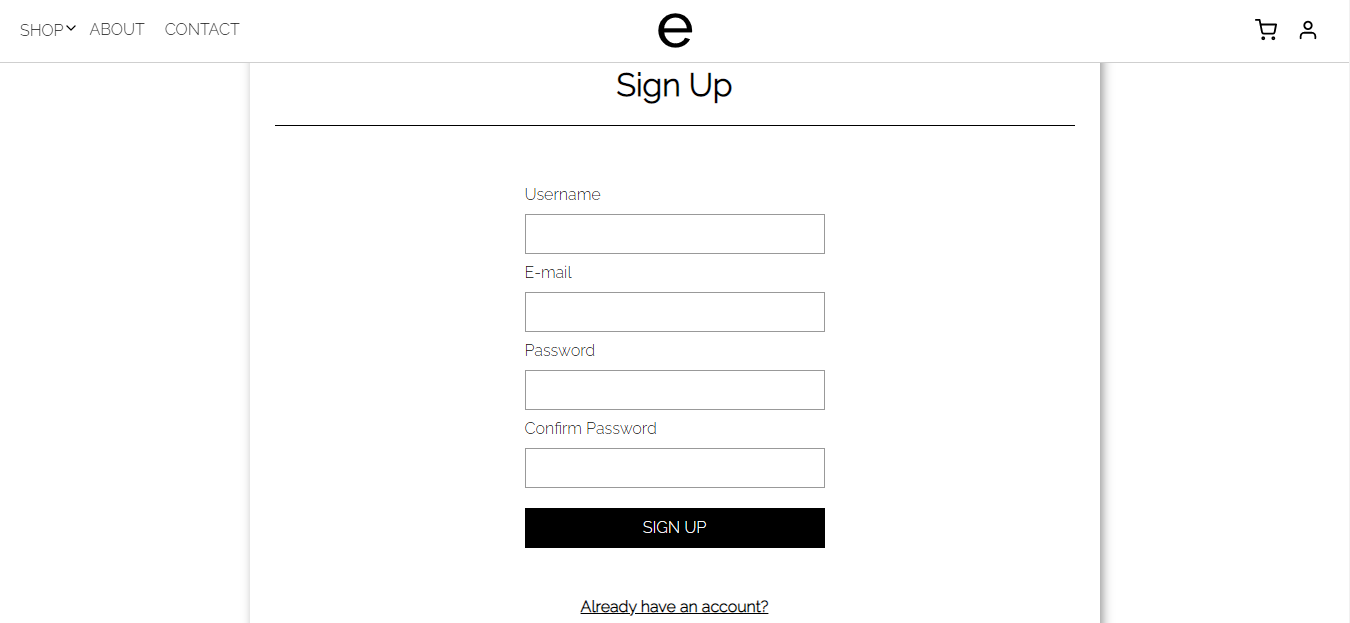 SHOP ABOUT CONTACT
e
Sign Up
Username
E-mail
Password
Confirm Password
SIGN UP
Already have an account?